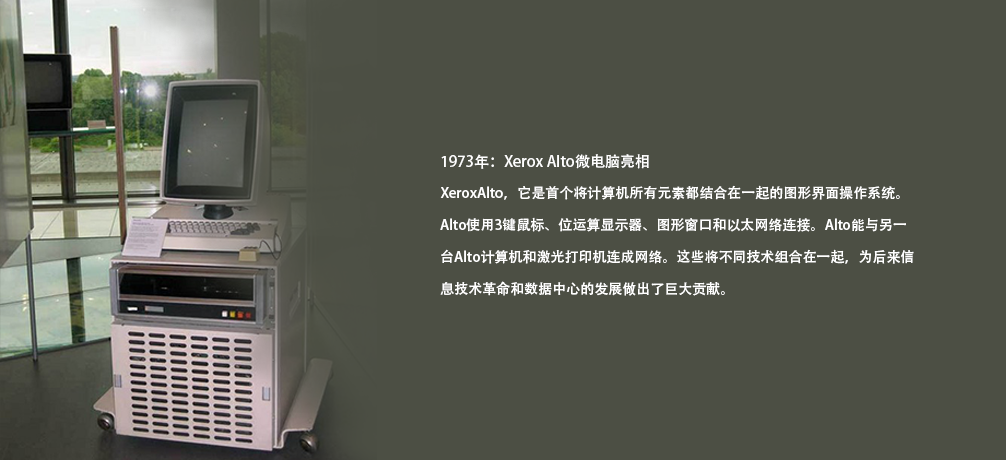 1973年：Xerox Alto微电脑亮相
XeroxAlto，它是首个将计算机所有元素都结合在一起的图形界面操作系统。
Alto使用3键鼠标、位运算显示器、图形窗口和以太网络连接。Alto能与另一
台Alto计算机和激光打印机连成网络。这些将不同技术组合在一起，为后来信
息技术革命和数据中心的发展做出了巨大贡献。